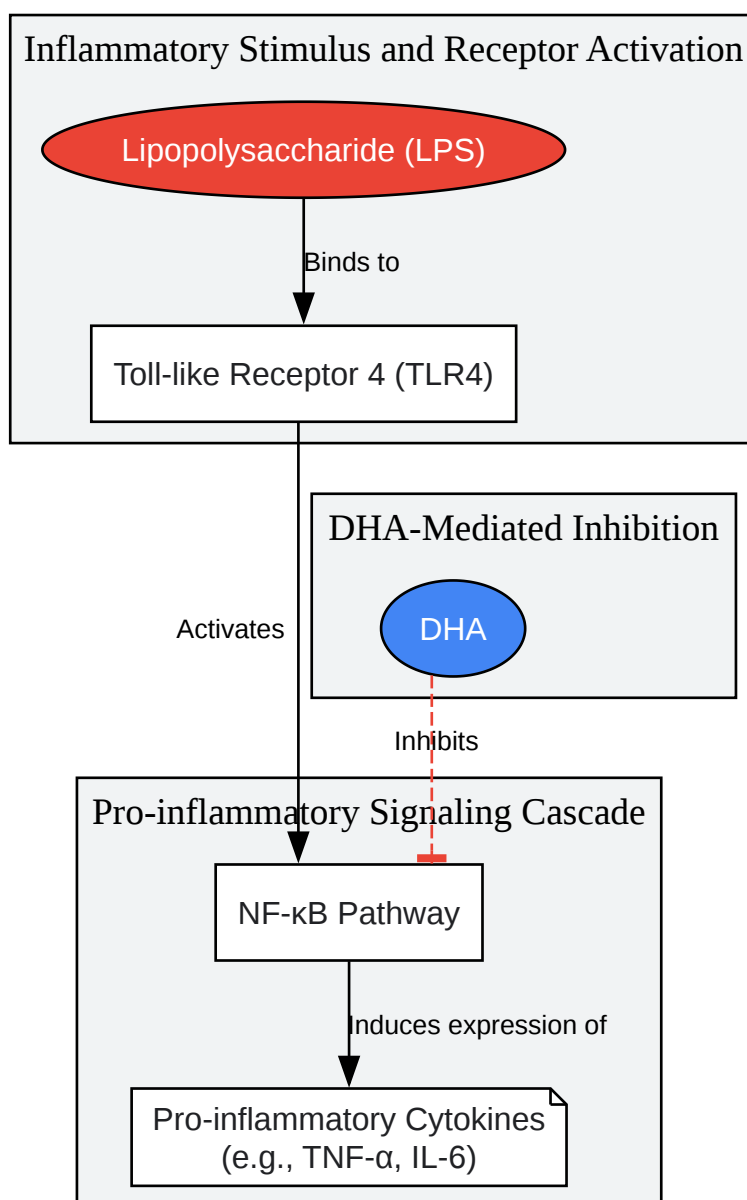 Inflammatory Stimulus and Receptor Activation
Lipopolysaccharide (LPS)
Binds to
Toll-like Receptor 4 (TLR4)
DHA-Mediated Inhibition
DHA
Activates
Inhibits
Pro-inflammatory Signaling Cascade
NF-κB Pathway
Induces expression of
Pro-inflammatory Cytokines
(e.g., TNF-α, IL-6)